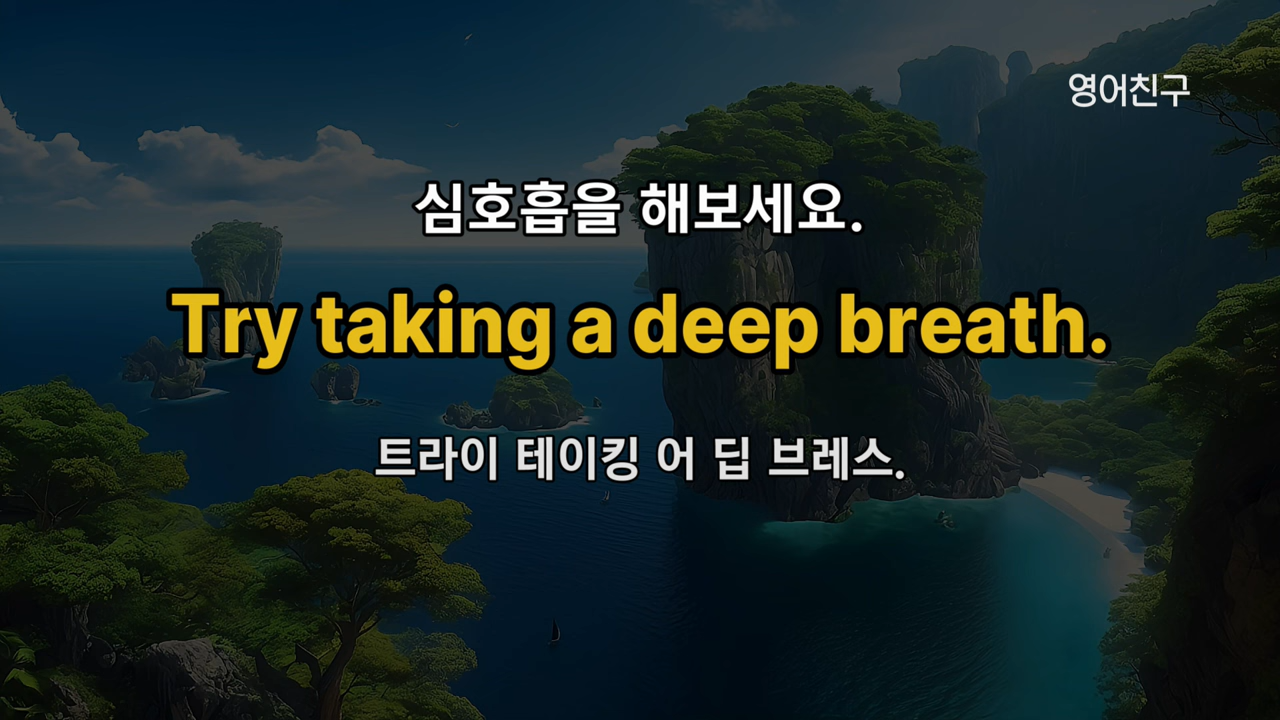 영어친구
심호흡을 해보세요.
Try taking a deep breath.
트라이 테이킹 어 딥 브레스.